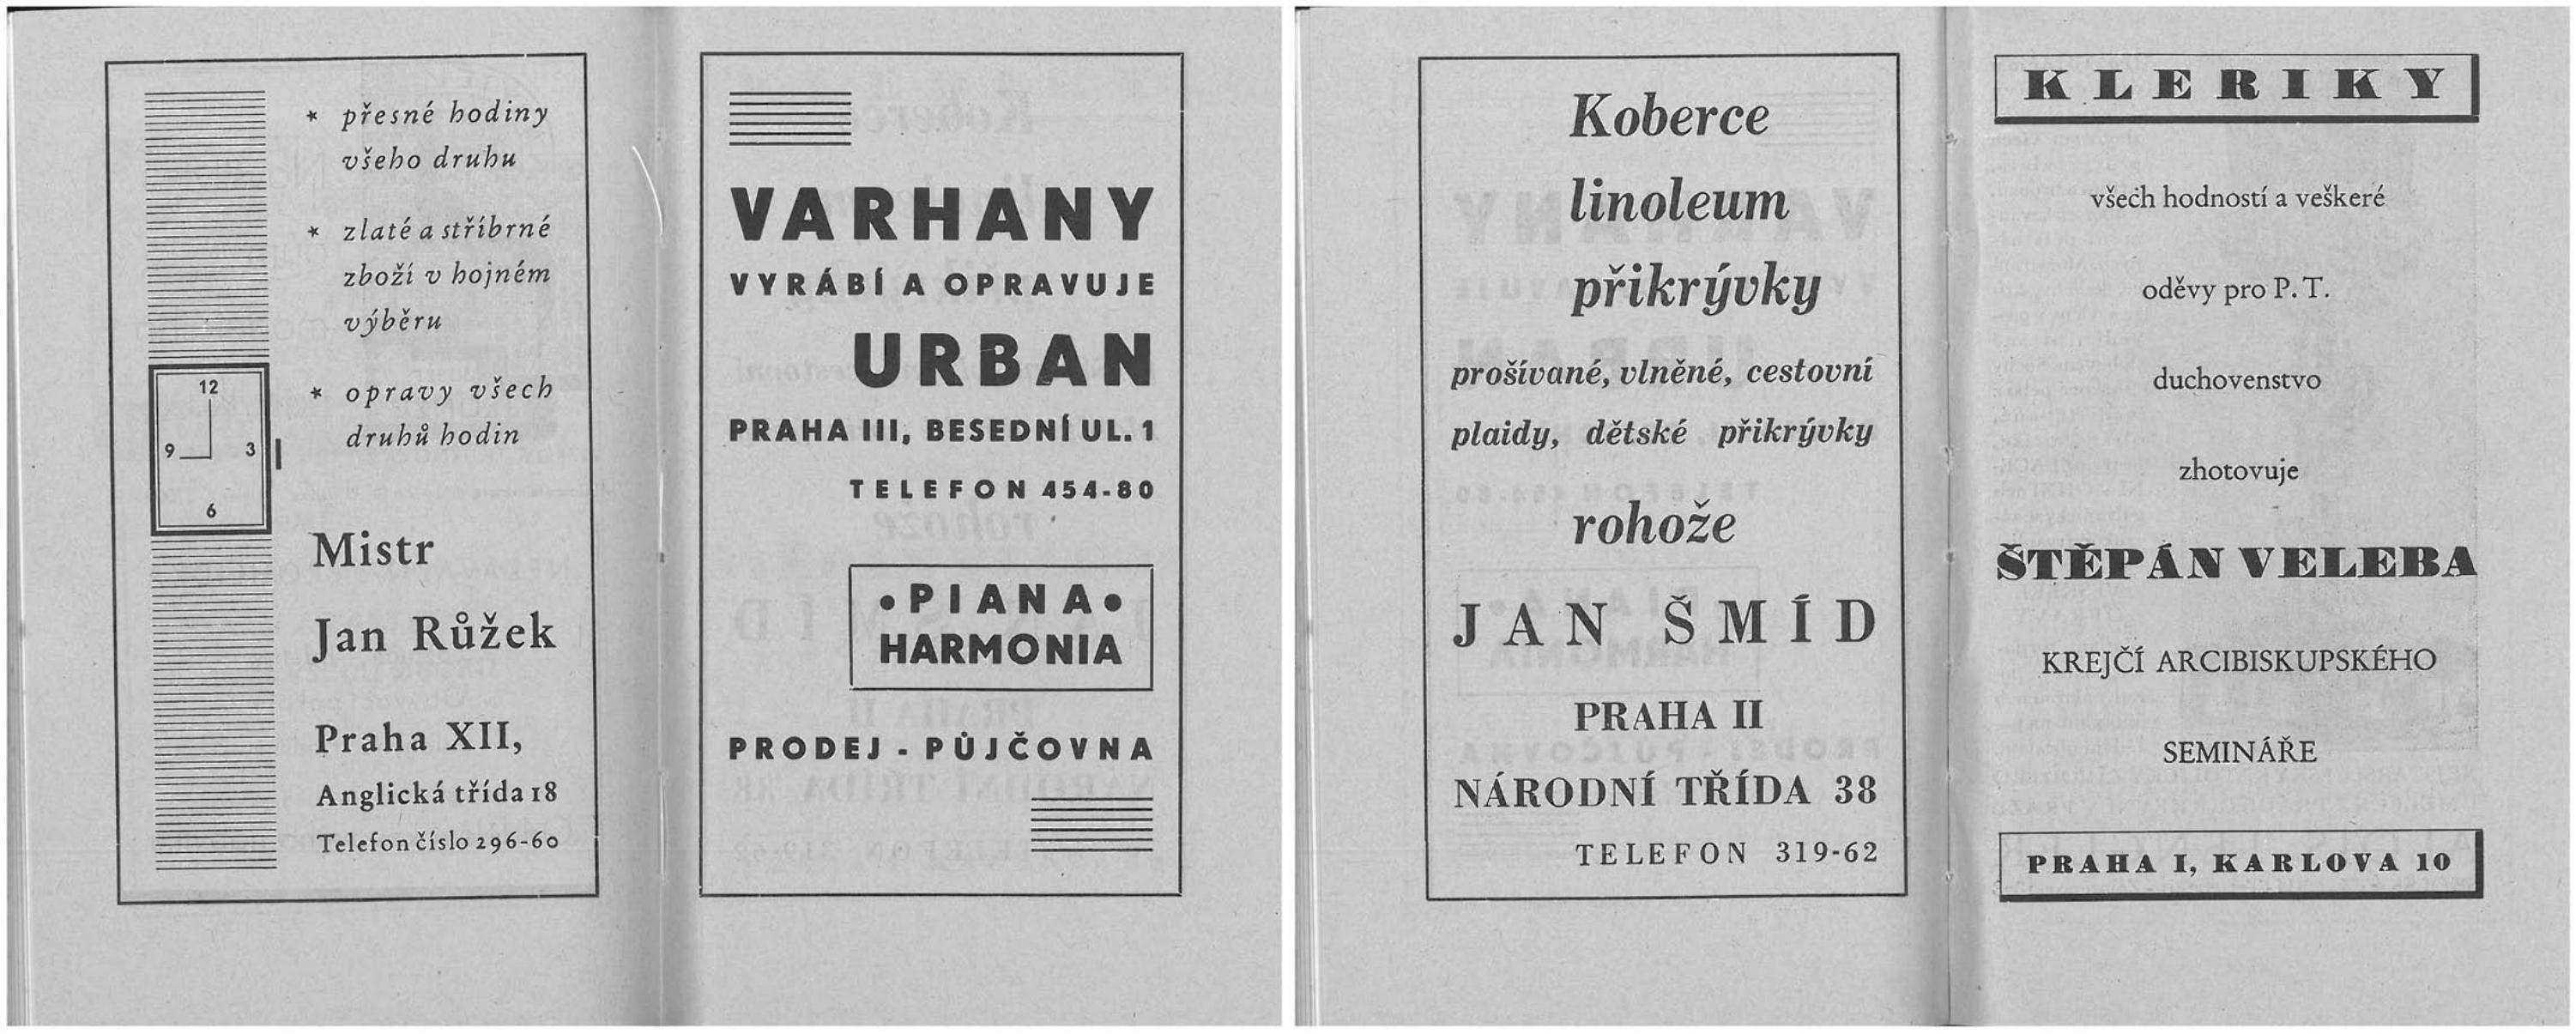 * přesné hodiny
všeho druhu
* zlaté a stříbrné
zboží v hojném
výběru
* opravy všech
druhů hodin
12
9 3
6
Mistr
Jan Růžek
Praha XII,
Anglická třída 18
Telefon číslo 296-60
VARHANY
VYRÁBÍ A OPRAVUJE
URBAN
PRAHA III, BESEDNÍ UL. 1
TELEFON 454-80
•PIANA•
HARMONIA
PRODEJ - PŮJČOVNA
Koberce
linoleum
přikrývky
prošívané, vlněné, cestovní
plaidy, dětské přikrývky
rohože
JAN ŠMÍD
PRAHA II
NÁRODNÍ TŘÍDA 38
TELEFON 319-62
KLERIKY
všech hodností a veškeré
oděvy pro P. T.
duchovenstvo
zhotovuje
ŠTĚPÁN VELEBA
KREJČÍ ARCIBISKUPSKÉHO
SEMINÁŘE
PRAHA I, KARLOVA 10